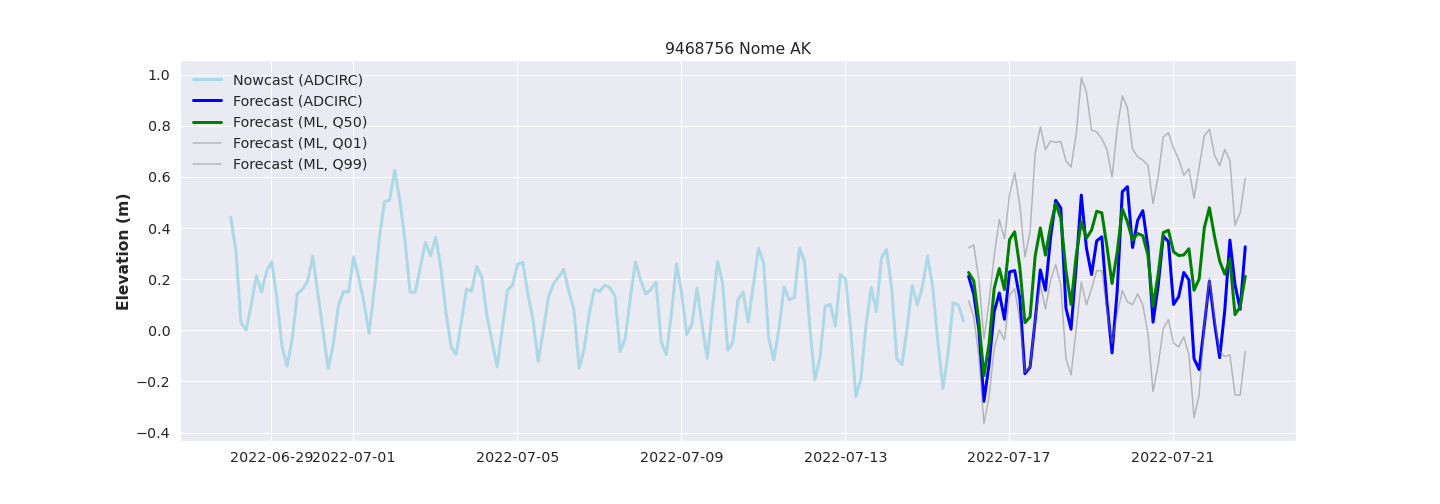 9468756 Nome AK
Nowcast (ADCIRC)
Forecast (ADCIRC)
Forecast (ML, Q50)
Forecast (ML, Q01)
Forecast (ML, Q99)
Elevation (m)
1.0
0.8
0.6
0.4
0.2
0.0
−0.2
−0.4
2022-06-29 2022-07-01 2022-07-05 2022-07-09 2022-07-13 2022-07-17 2022-07-21